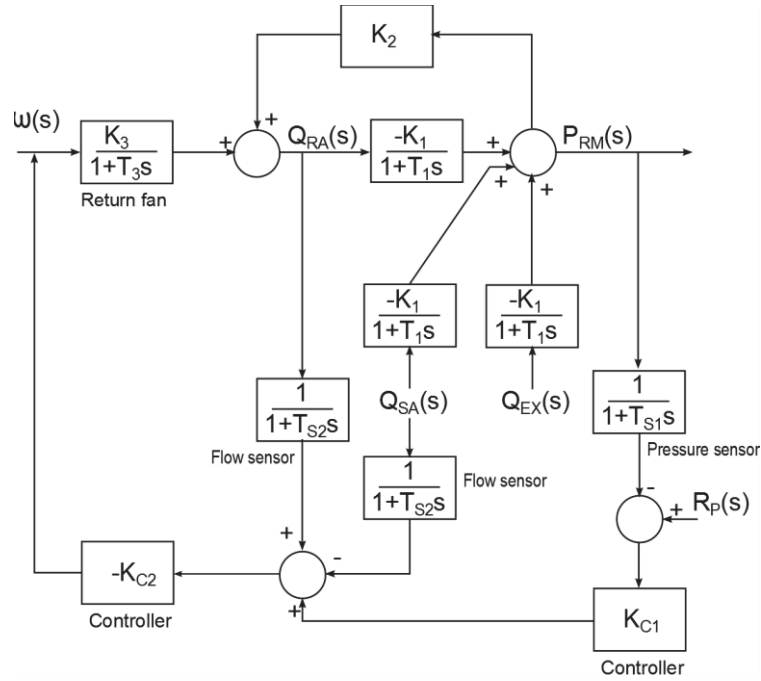 K2
ω(s)
K3
1+T3s
Return fan
+
+
QRA(s)
-K1
1+T1s
+
+
+
PRM(s)
-K1
1+T1s
-K1
1+T1s
QSA(s)
QEX(s)
1
1+TS2s
Flow sensor
1
1+TS2s
Flow sensor
1
1+TS1s
Pressure sensor
-
+
RP(s)
+
-
+
-KC2
Controller
KC1
Controller